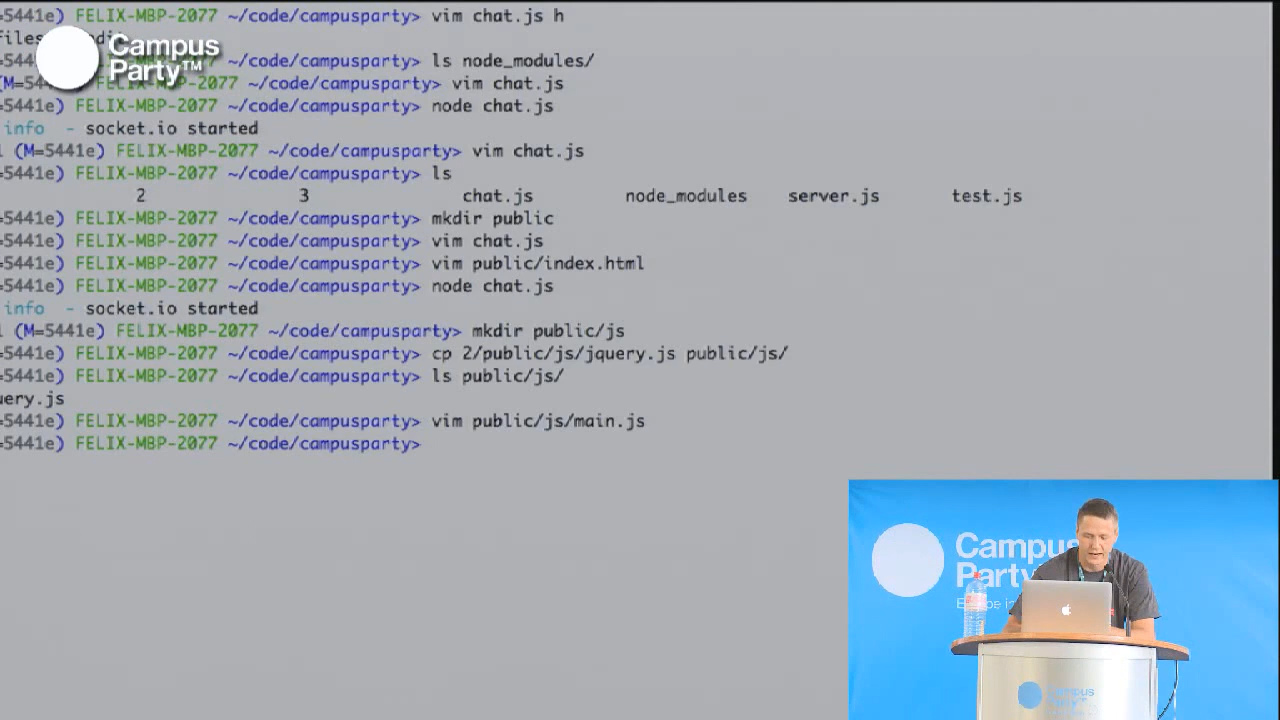 =5441e) FELIX-MBP-2077 ~/code/campusparty> vim chat.js h
files
=544 ~/code/campusparty> ls node_modules/
(M=54 BP-2077 ~/code/campusparty> vim chat.js
=5441e) FELIX-MBP-2077 ~/code/campusparty> node chat.js
info - socket.io started
(M=5441e) FELIX-MBP-2077 ~/code/campusparty> vim chat.js
=5441e) FELIX-MBP-2077 ~/code/campusparty> ls
2 3 chat.js node_modules server.js test.js
=5441e) FELIX-MBP-2077 ~/code/campusparty> mkdir public
=5441e) FELIX-MBP-2077 ~/code/campusparty> vim chat.js
=5441e) FELIX-MBP-2077 ~/code/campusparty> vim public/index.html
=5441e) FELIX-MBP-2077 ~/code/campusparty> node chat.js
info - socket.io started
(M=5441e) FELIX-MBP-2077 ~/code/campusparty> mkdir public/js
=5441e) FELIX-MBP-2077 ~/code/campusparty> cp 2/public/js/jquery.js public/js/
=5441e) FELIX-MBP-2077 ~/code/campusparty> ls public/js/
uery.js
=5441e) FELIX-MBP-2077 ~/code/campusparty> vim public/js/main.js
=5441e) FELIX-MBP-2077 ~/code/campusparty>
Campus
Party™
Campus
Party
Campus
Party